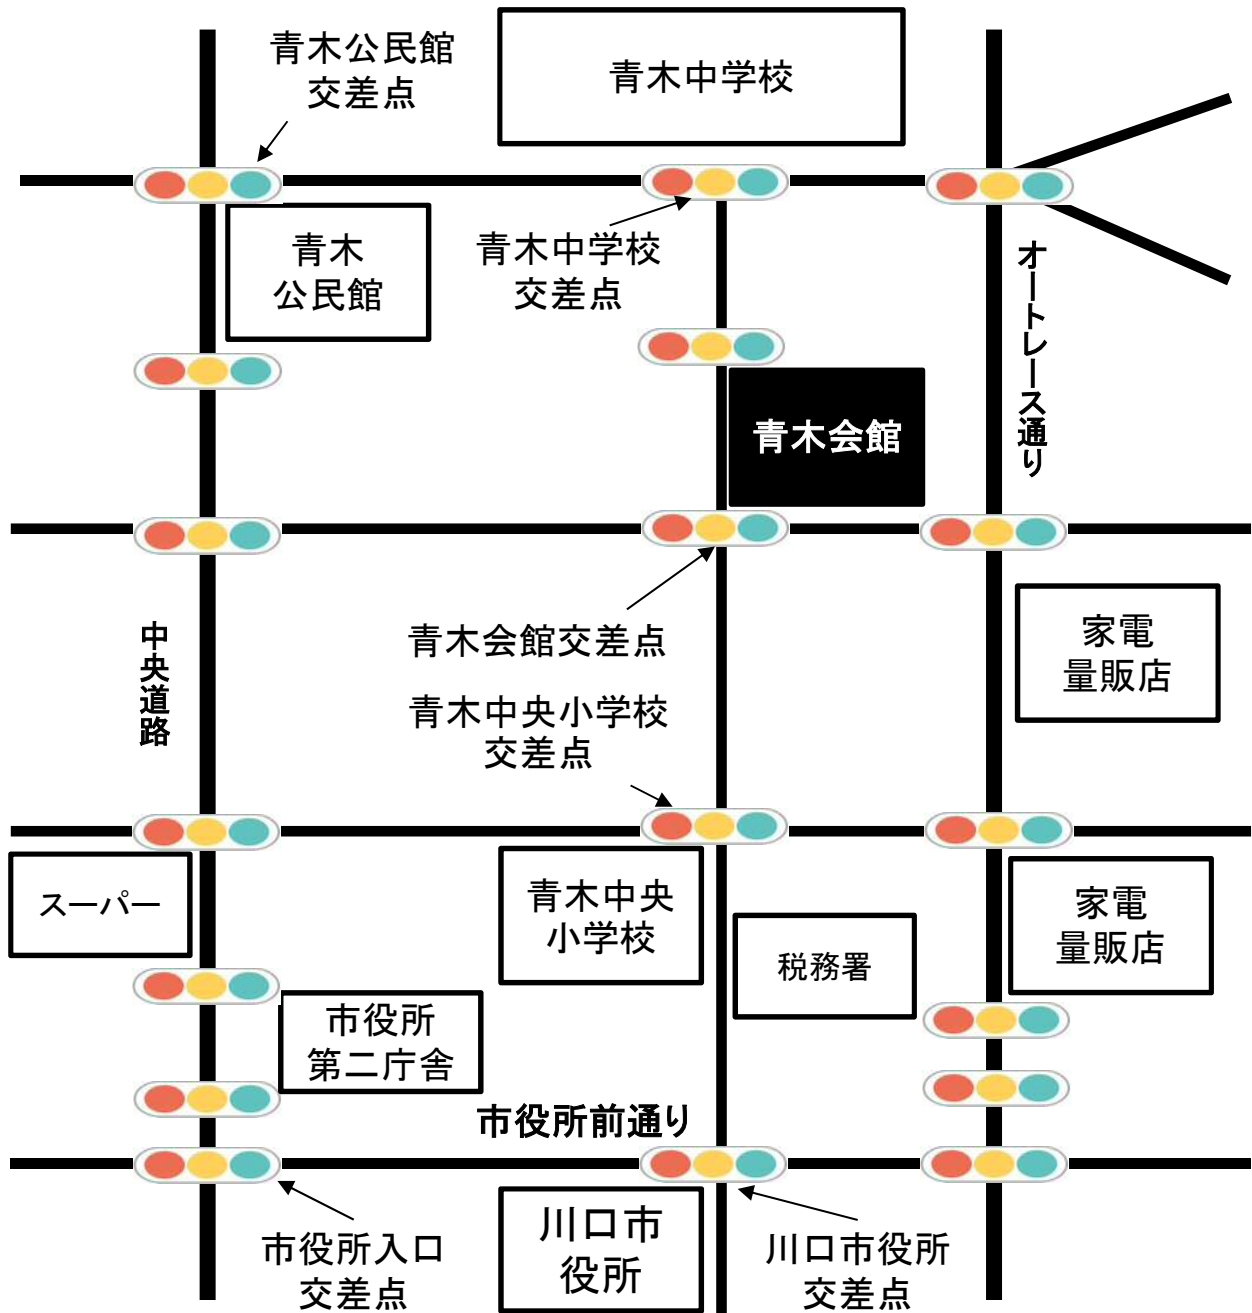 青木公民館
交差点
青木中学校
青木
公民館
青木中学校
交差点
オートレース通り
青木会館
中央道路
青木会館交差点
家電
量販店
青木中央小学校
交差点
スーパー
青木中央
小学校
税務署
家電
量販店
市役所
第二庁舎
市役所前通り
市役所入口
交差点
川口市
役所
川口市役所
交差点